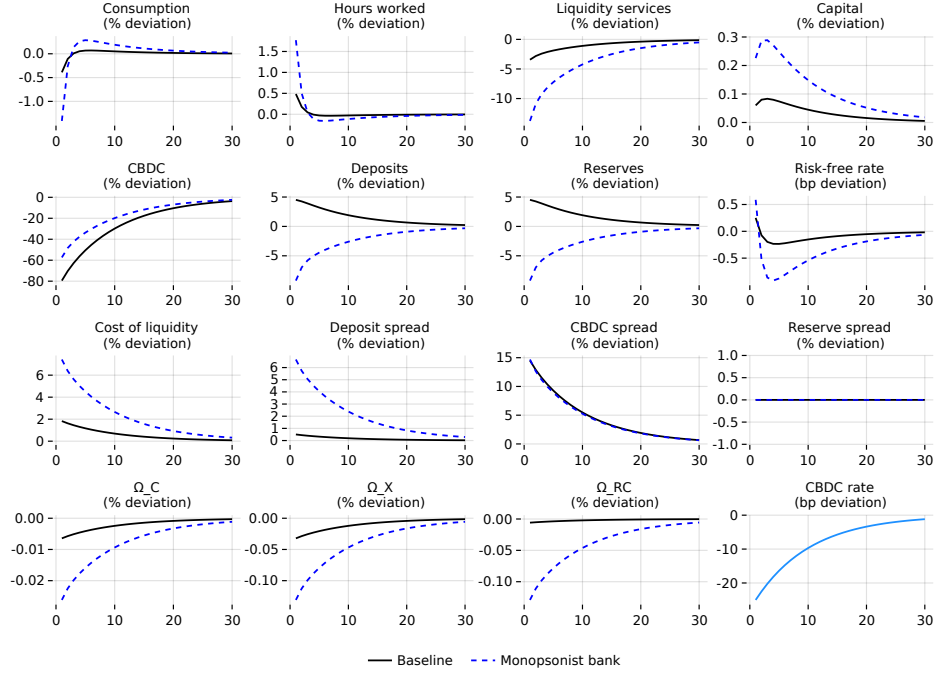 Consumption
(% deviation)
Hours worked
(% deviation)
Liquidity services
(% deviation)
Capital
(% deviation)
0.0
-0.5
-1.0
0 10 20 30
1.5
1.0
0.5
0.0
0 10 20 30
0
-5
-10
0 10 20 30
0.3
0.2
0.1
0.0
0 10 20 30
CBDC
(% deviation)
Deposits
(% deviation)
Reserves
(% deviation)
Risk-free rate
(bp deviation)
0
-20
-40
-60
-80
0 10 20 30
5
0
-5
0 10 20 30
5
0
-5
0 10 20 30
0.5
0.0
-0.5
0 10 20 30
Cost of liquidity
(% deviation)
Deposit spread
(% deviation)
CBDC spread
(% deviation)
Reserve spread
(% deviation)
6
4
2
0
0 10 20 30
6
5
4
3
2
1
0
0 10 20 30
15
10
5
0
0 10 20 30
1.0
0.5
0.0
-0.5
-1.0
0 10 20 30
Ω_C
(% deviation)
Ω_X
(% deviation)
Ω_RC
(% deviation)
CBDC rate
(bp deviation)
0.00
-0.01
-0.02
0 10 20 30
0.00
-0.05
-0.10
0 10 20 30
0.00
-0.05
-0.10
0 10 20 30
0
-10
-20
0 10 20 30
Baseline
Monopsonist bank